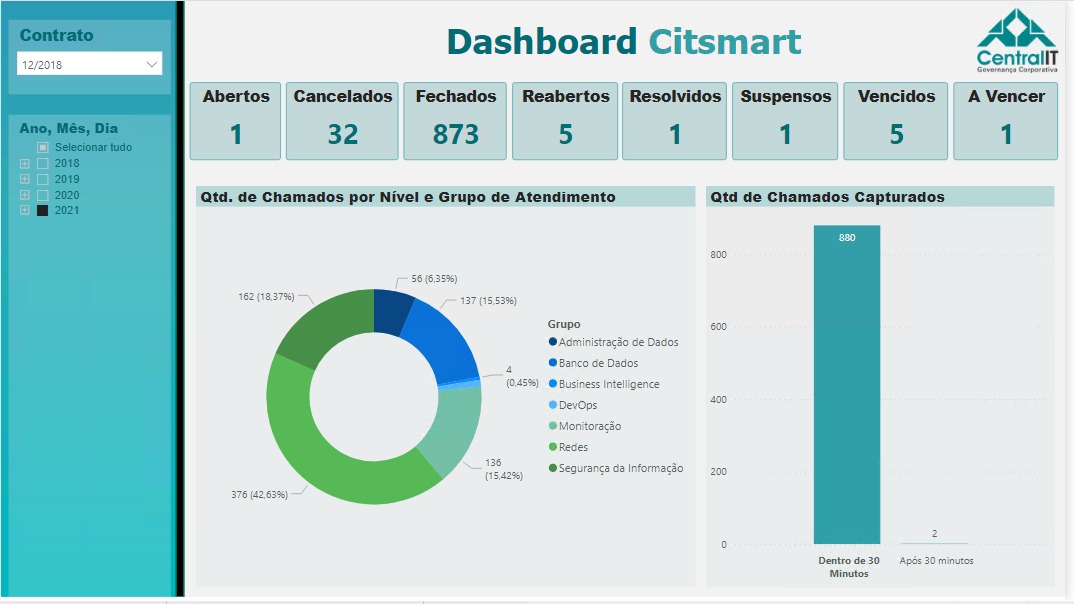 Contrato
12/2018
Ano, Mês, Dia
Selecionar tudo
2018
2019
2020
2021
Dashboard Citsmart
CentralIT
Governança Corporativa
Abertos
1
Cancelados
32
Fechados
873
Reabertos
5
Resolvidos
1
Suspensos
1
Vencidos
5
A Vencer
1
Qtd. de Chamados por Nível e Grupo de Atendimento
56 (6,35%)
137 (15,53%)
4
(0,45%)
136
(15,42%)
376 (42,63%)
162 (18,37%)
Grupo
Administração de Dados
Banco de Dados
Business Intelligence
DevOps
Monitoração
Redes
Segurança da Informação
Qtd de Chamados Capturados
800
600
400
200
0
880
2
Dentro de 30
Minutos
Após 30 minutos